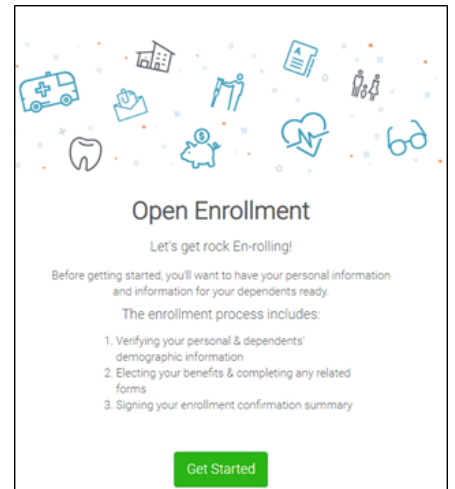 Open Enrollment
Let's get rock En-rolling!
Before getting started, you'll want to have your personal information
and information for your dependents ready.
The enrollment process includes:
1. Verifying your personal & dependents'
demographic information
2. Electing your benefits & completing any related
forms
3. Signing your enrollment confirmation summary
Get Started